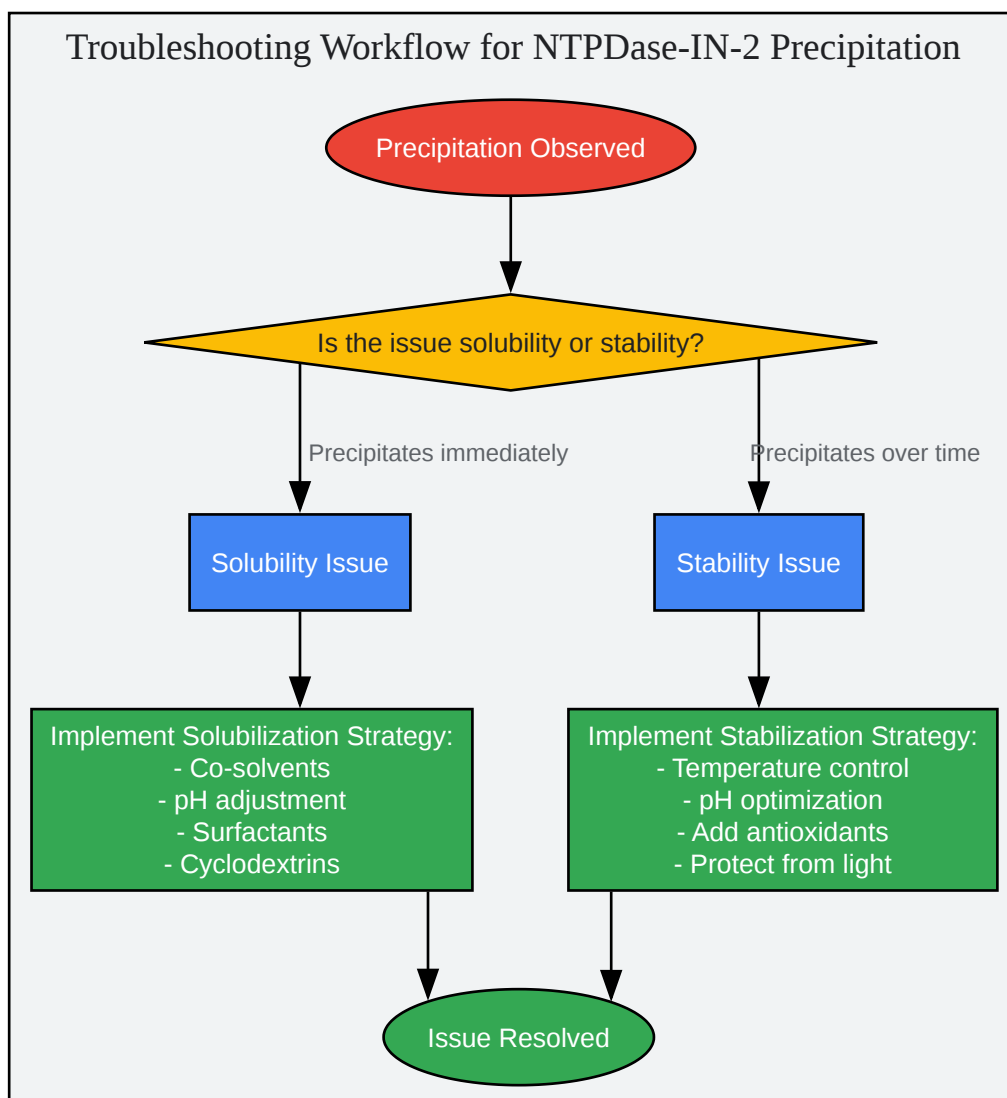 Troubleshooting Workflow for NTPDase-IN-2 Precipitation
Precipitation Observed
Is the issue solubility or stability?
Precipitates immediately
Precipitates over time
Solubility Issue
Stability Issue
Implement Solubilization Strategy:
- Co-solvents
- pH adjustment
- Surfactants
- Cyclodextrins
Implement Stabilization Strategy:
- Temperature control
- pH optimization
- Add antioxidants
- Protect from light
Issue Resolved